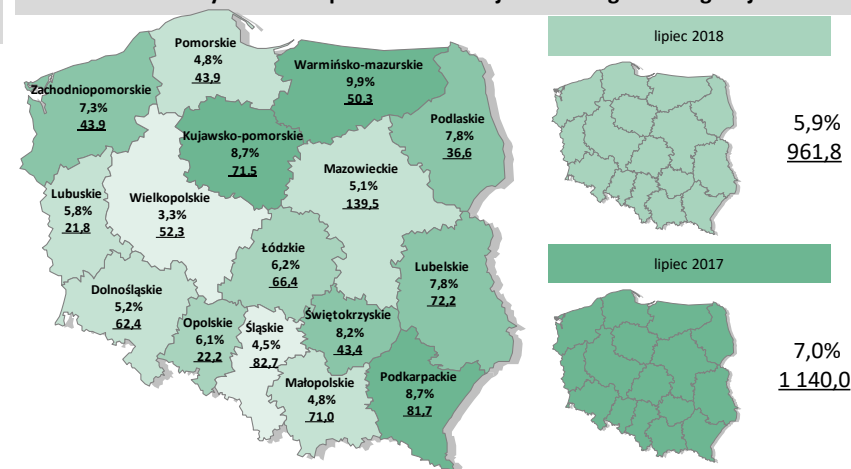 Pomorskie
4,8%
43,9
Warmińsko-mazurskie
9,9%
50,3
Zachodniopomorskie
7,3%
43,9
Podlaskie
7,8%
36,6
Kujawsko-pomorskie
8,7%
71,5
Mazowieckie
5,1%
139,5
Lubuskie
5,8%
21,8
Wielkopolskie
3,3%
52,3
Łódzkie
6,2%
66,4
Lubelskie
7,8%
72,2
Dolnośląskie
5,2%
62,4
Opolskie
6,1%
22,2
Śląskie
4,5%
82,7
Świętokrzyskie
8,2%
43,4
Małopolskie
4,8%
71,0
Podkarpackie
8,7%
81,7
lipiec 2018
5,9%
961,8
lipiec 2017
7,0%
1 140,0